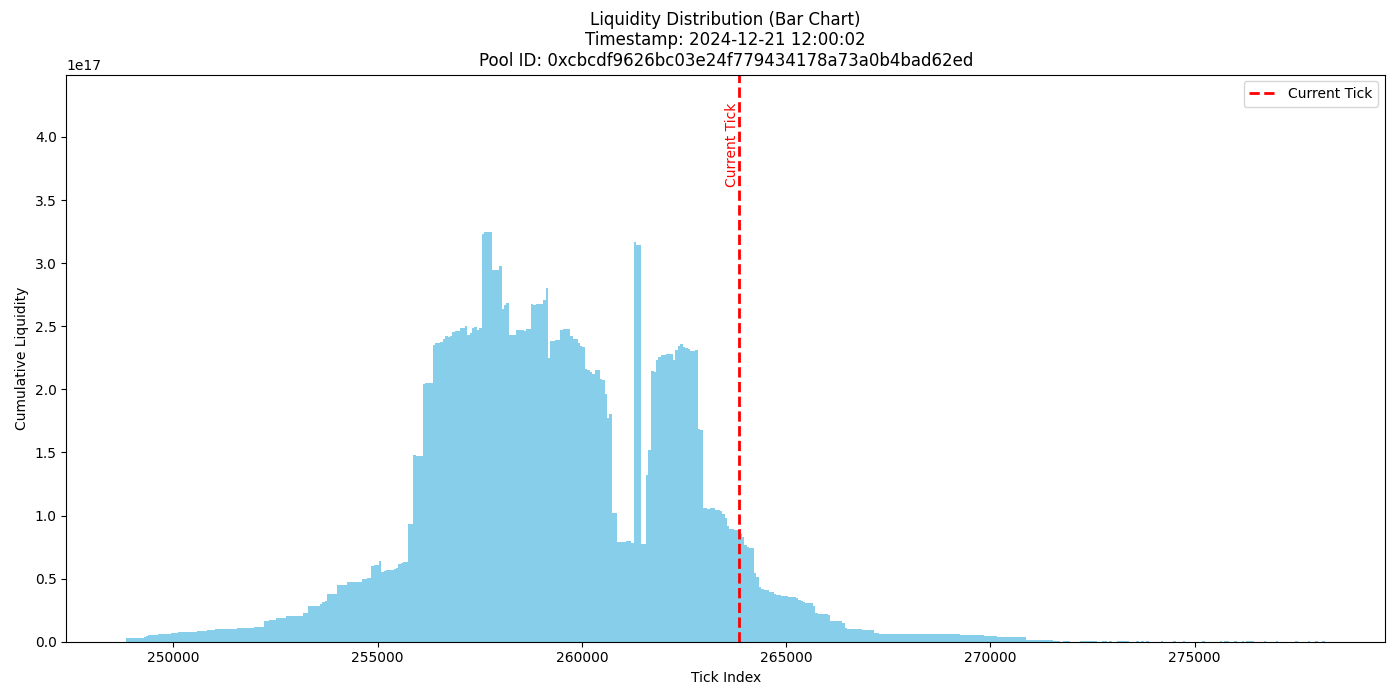 Liquidity Distribution (Bar Chart)
Timestamp: 2024-12-21 12:00:02
Pool ID: 0xcbcdf9626bc03e24f779434178a73a0b4bad62ed
1e17
Current Tick
Current Tick
4.0
3.5
3.0
2.5
2.0
1.5
1.0
0.5
0.0
Cumulative Liquidity
250000
255000
260000
265000
270000
275000
Tick Index